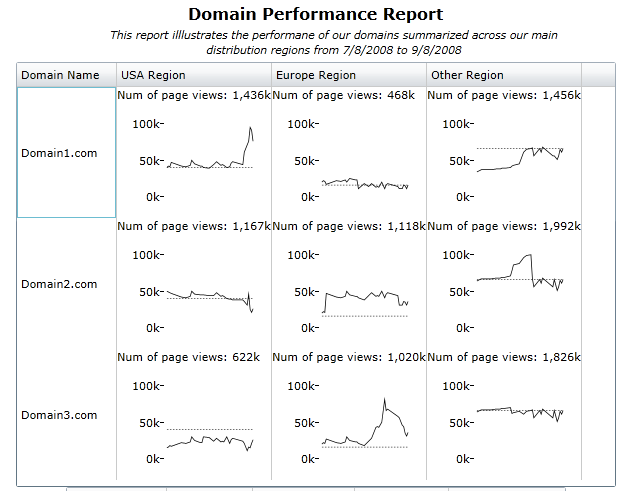 Domain Performance Report
This report illlustrates the performane of our domains summarized across our main
distribution regions from 7/8/2008 to 9/8/2008
Domain Name USA Region Europe Region Other Region
Num of page views: 1,436k Num of page views: 468k Num of page views: 1,456k
100k 100k 100k
Domain1.com 50k 50k 50k
0k 0k 0k
Num of page views: 1,167k Num of page views: 1,118k Num of page views: 1,992k
100k 100k 100k
Domain2.com 50k 50k 50k
0k 0k 0k
Num of page views: 622k Num of page views: 1,020k Num of page views: 1,826k
100k 100k 100k
Domain3.com 50k 50k 50k
0k 0k 0k